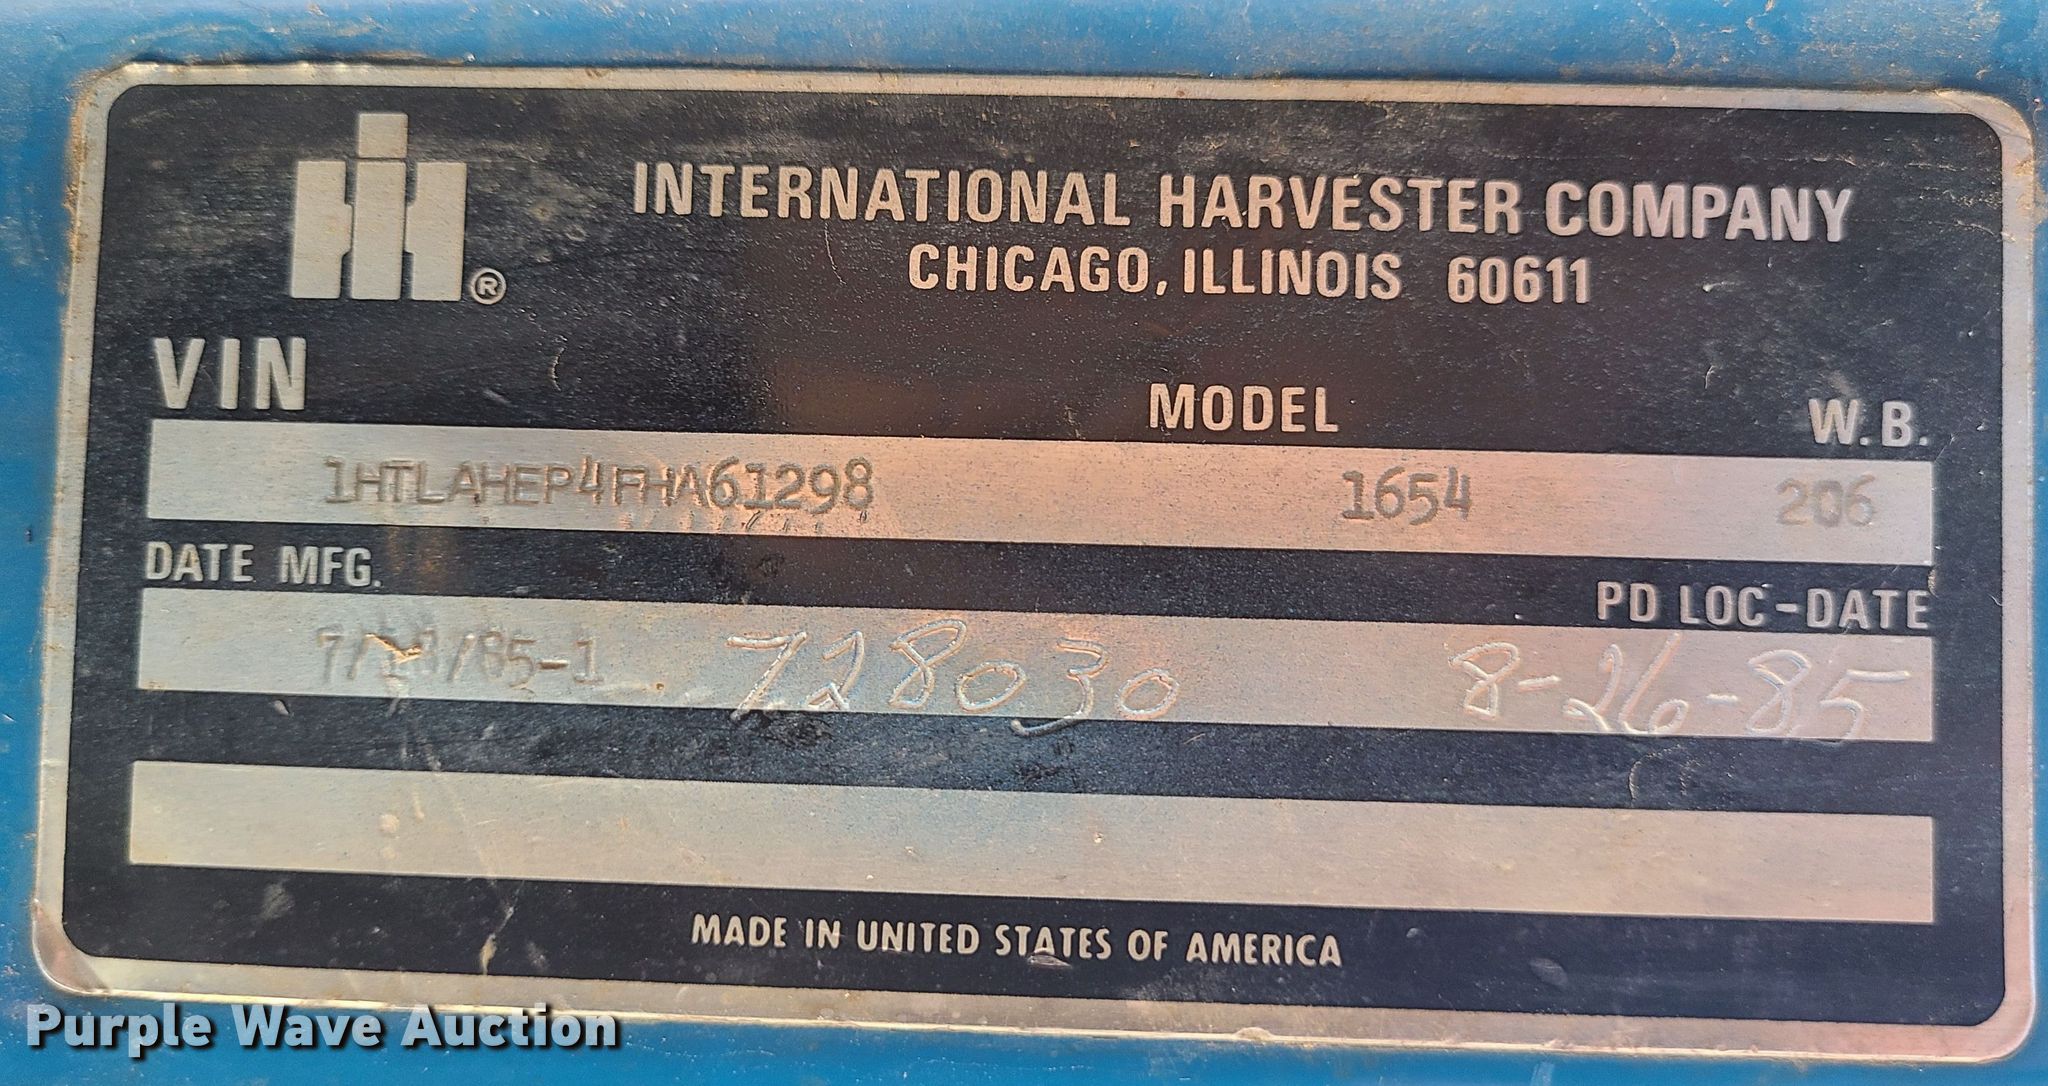 INTERNATIONAL HARVESTER COMPANY
CHICAGO, ILLINOIS 60611
VIN MODEL W.B.
1HTLAHEP4FHA61298 1654 206
DATE MFG. PD LOC-DATE
728030 8-26-85
MADE IN UNITED STATES OF AMERICA
Purple Wave Auction